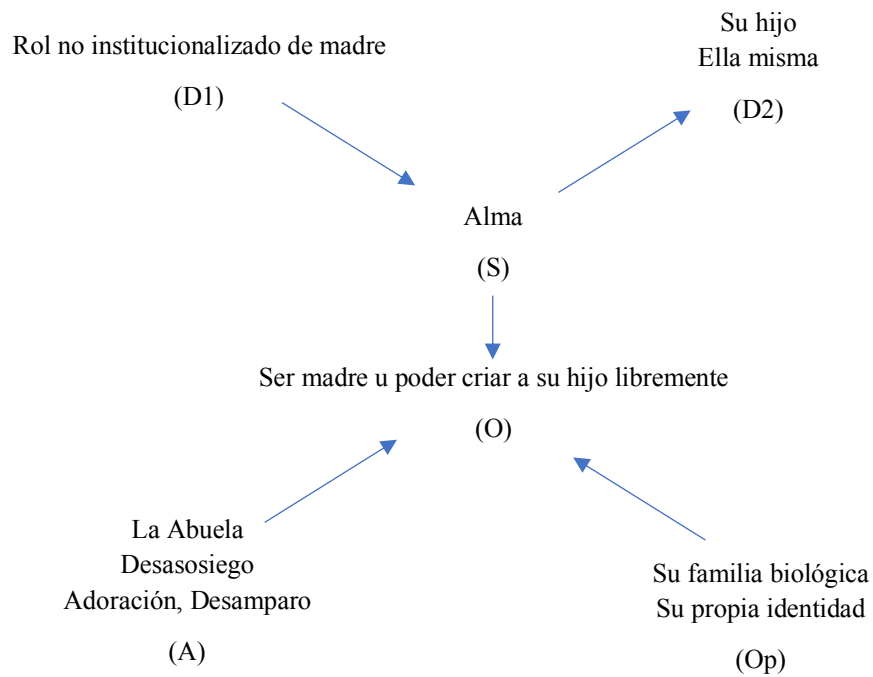 Rol no institucionalizado de madre
(D1)
Su hijo
Ella misma
(D2)
Alma
(S)
Ser madre u poder criar a su hijo libremente
(O)
La Abuela
Desasosiego
Adoración, Desamparo
(A)
Su familia biológica
Su propia identidad
(Op)